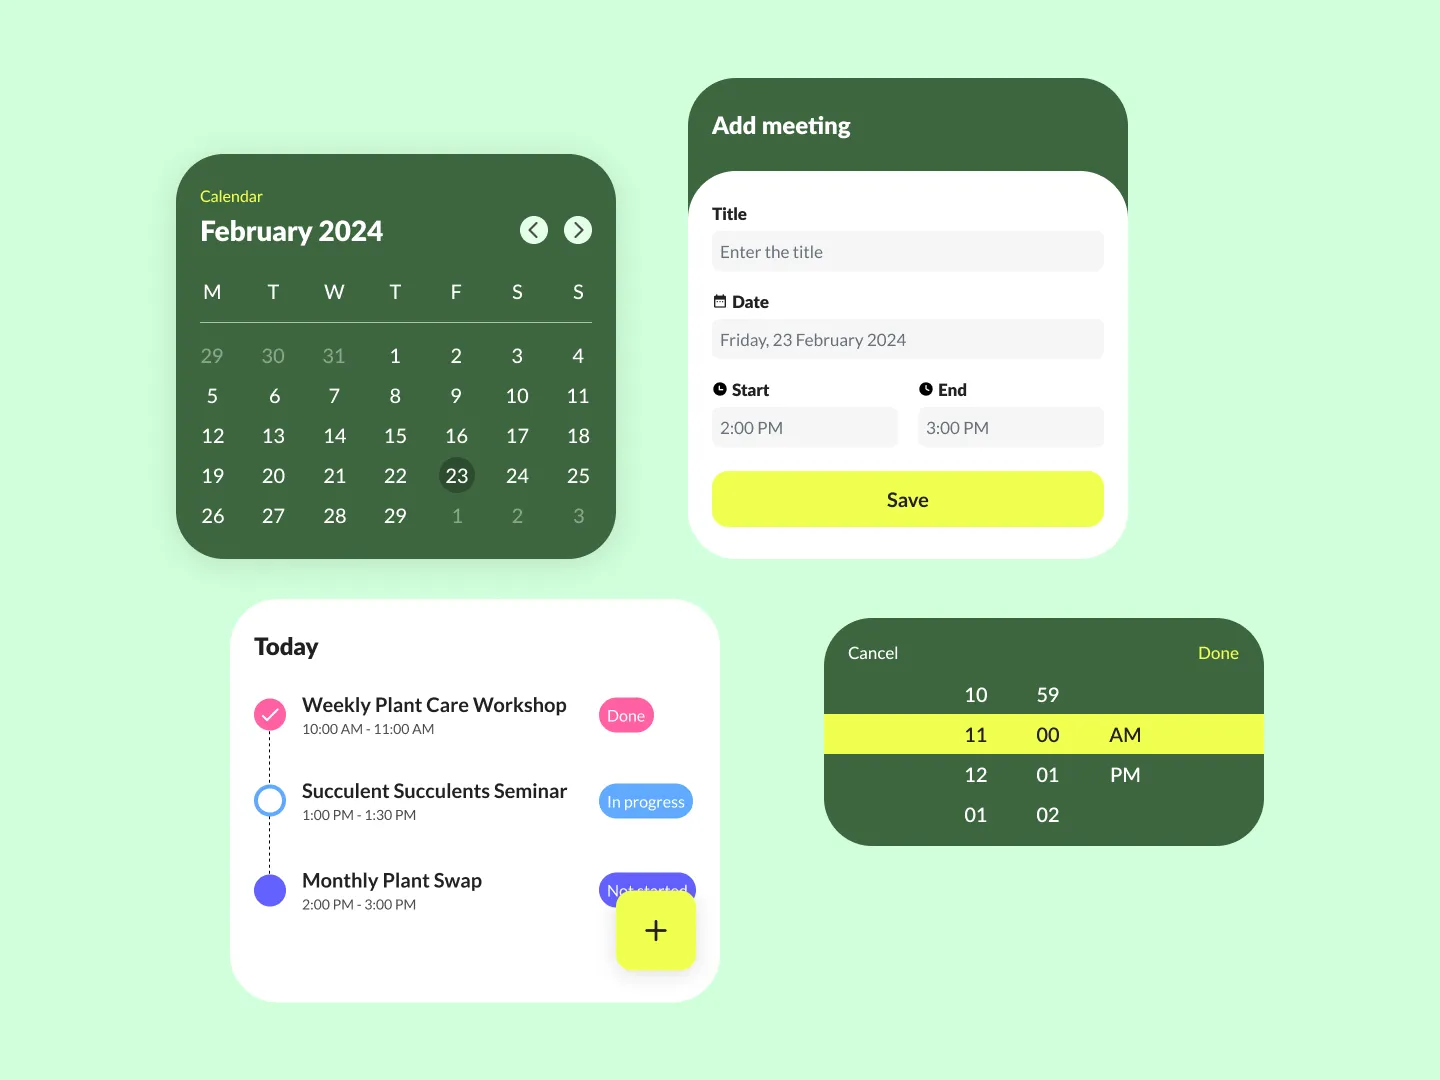 Calendar
February 2024
M T W T F S S
29 30 31 1 2 3 4
5 6 7 8 9 10 11
12 13 14 15 16 17 18
19 20 21 22 23 24 25
26 27 28 29 1 2 3
Add meeting
Title
Enter the title
Date
Friday, 23 February 2024
Start End
2:00 PM 3:00 PM
Save
Today
Weekly Plant Care Workshop
10:00 AM - 11:00 AM
Done
Succulent Succulents Seminar
1:00 PM - 1:30 PM
In progress
Monthly Plant Swap
2:00 PM - 3:00 PM
Not started
+
Cancel Done
10 59
11 00 AM
12 01 PM
01 02